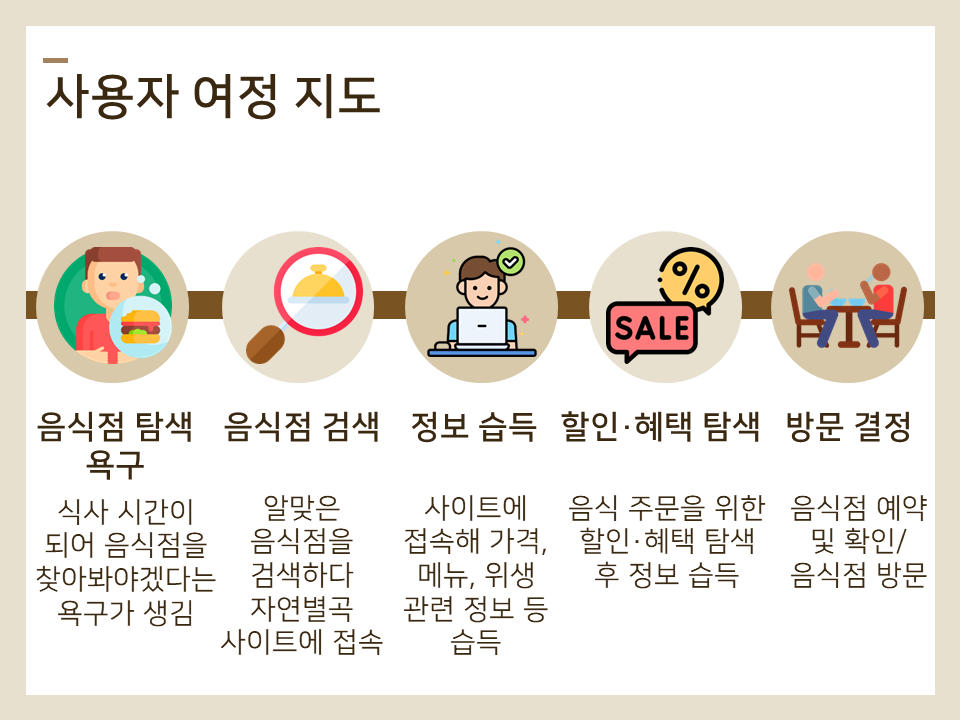 사용자 여정 지도
SALE
%
음식점 탐색
욕구
식사 시간이
되어 음식점을
찾아봐야겠다는
욕구가 생김
음식점 검색
알맞은
음식점을
검색하다
자연별곡
사이트에 접속
정보 습득
사이트에
접속해 가격,
메뉴, 위생
관련 정보 등
습득
할인·혜택 탐색
음식 주문을 위한
할인·혜택 탐색
후 정보 습득
방문 결정
음식점 예약
및 확인/
음식점 방문